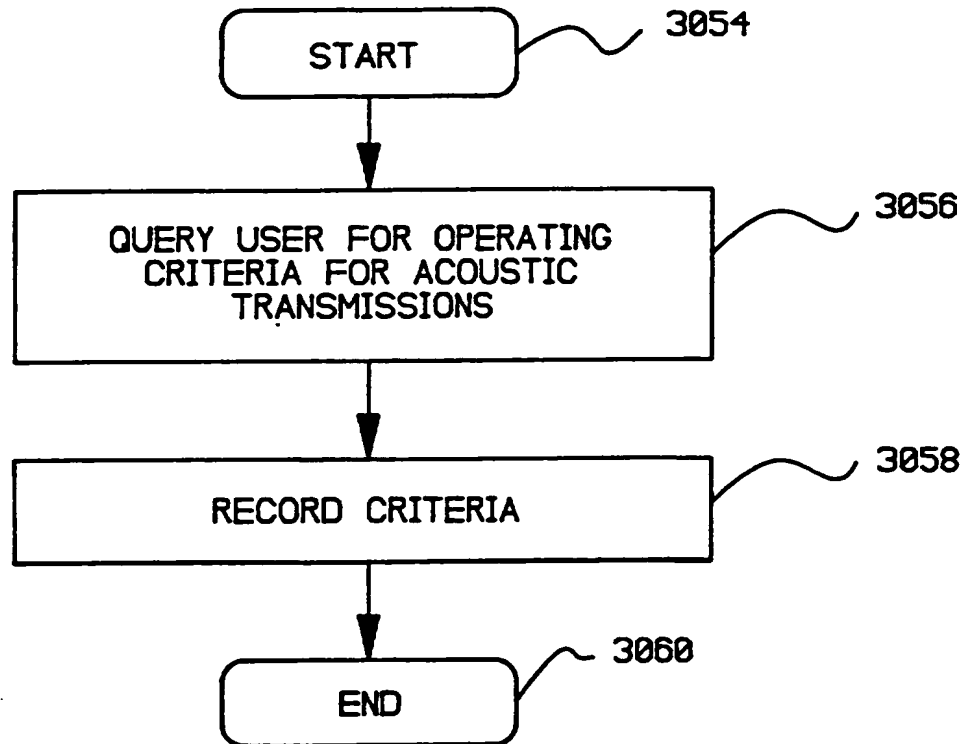 START
3054
QUERY USER FOR OPERATING
CRITERIA FOR ACOUSTIC
TRANSMISSIONS
3056
RECORD CRITERIA
3058
END
3060